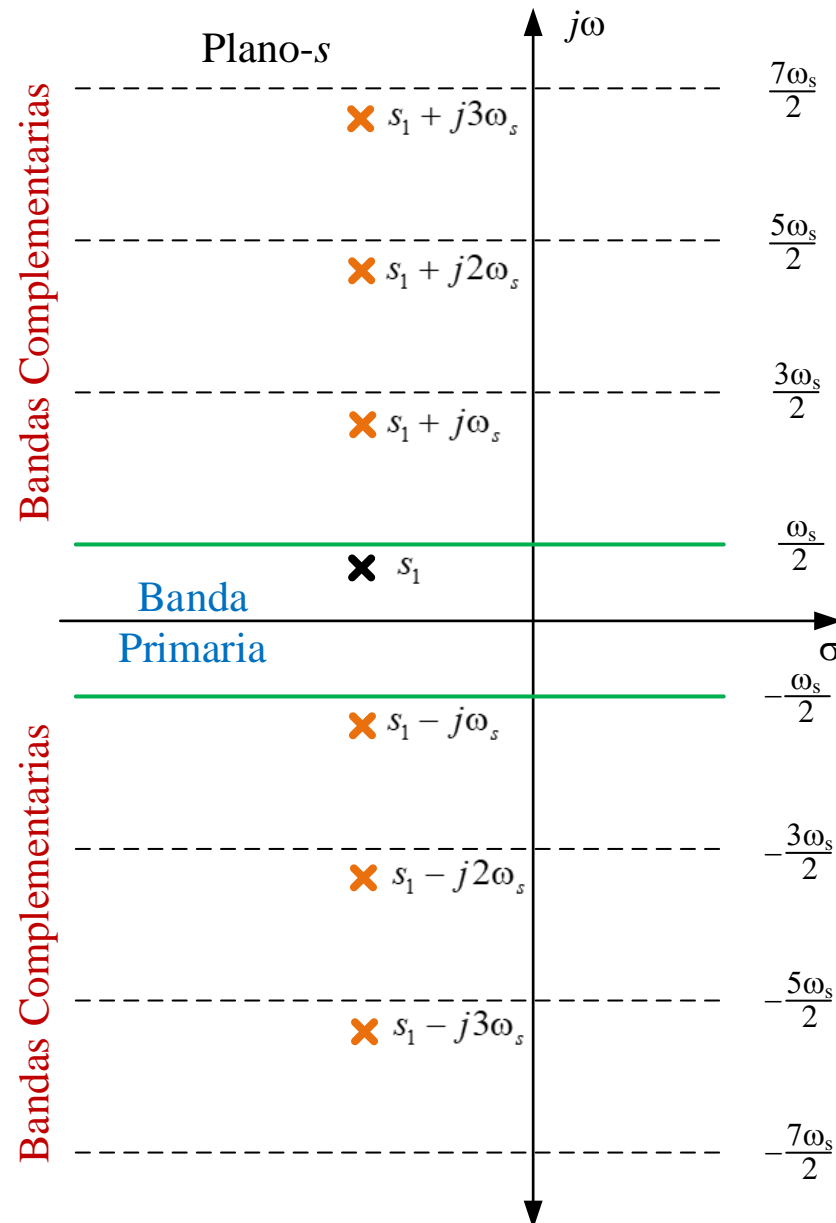 Plano-s
jω
7ωs/2
s1 + j3ωs
5ωs/2
s1 + j2ωs
3ωs/2
s1 + jωs
Bandas Complementarias
ωs/2
s1
Banda
Primaria
σ
-ωs/2
s1 - jωs
-3ωs/2
s1 - j2ωs
-5ωs/2
s1 - j3ωs
Bandas Complementarias
-7ωs/2